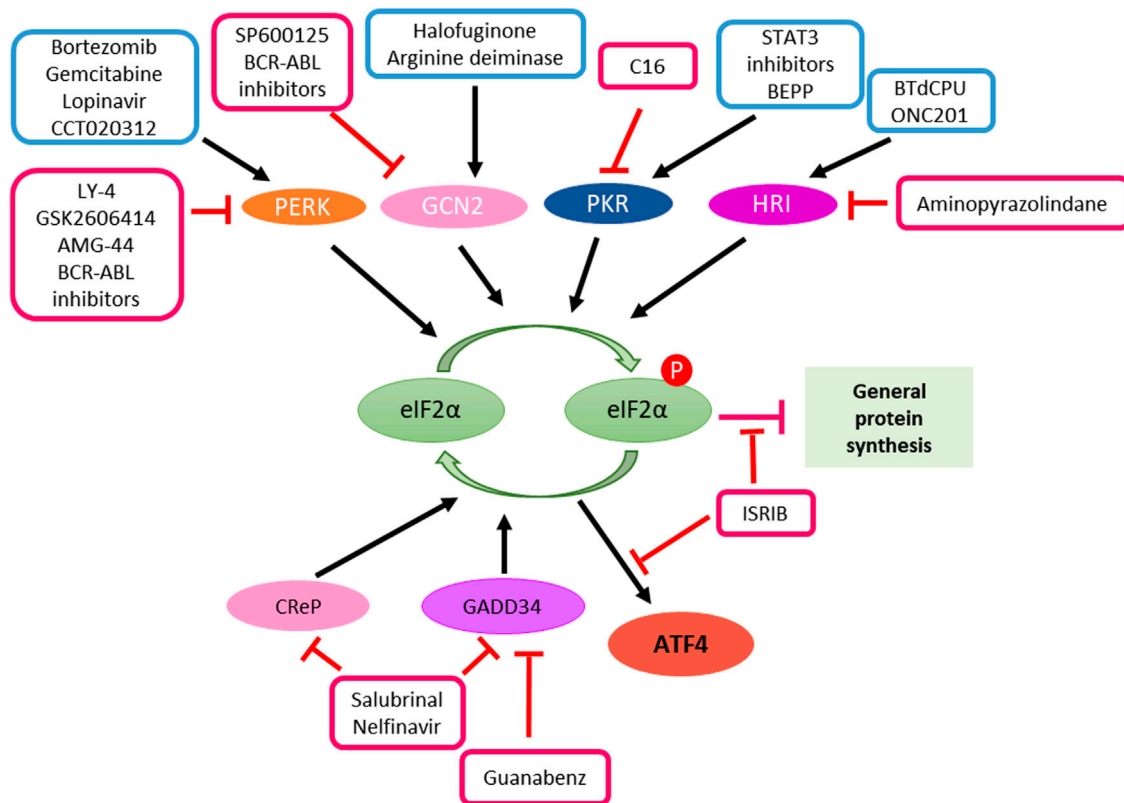 Bortezomib
Gemcitabine
Lopinavir
CCT020312
SP600125
BCR-ABL
inhibitors
Halofuginone
Arginine deiminase
C16
STAT3
inhibitors
BEPP
BTdCPU
ONC201
LY-4
GSK2606414
AMG-44
BCR-ABL
inhibitors
PERK
GCN2
PKR
HRI
Aminopyrazolindane
eIF2α
eIF2α
P
General
protein
synthesis
ISRIB
CReP
GADD34
ATF4
Salubrinal
Nelfinavir
Guanabenz